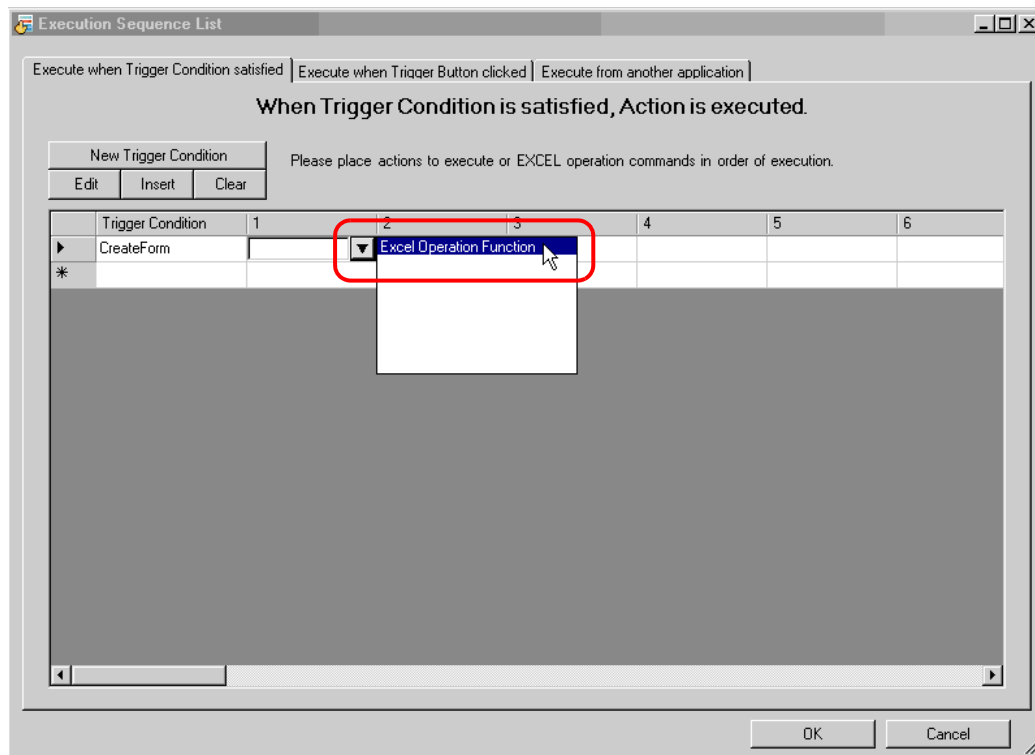 Execution Sequence List
Execute when Trigger Condition satisfied Execute when Trigger Button clicked Execute from another application
When Trigger Condition is satisfied, Action is executed.
New Trigger Condition
Please place actions to execute or EXCEL operation commands in order of execution.
Edit Insert Clear
Trigger Condition 1 2 3 4 5 6
CreateForm Excel Operation Function
OK Cancel